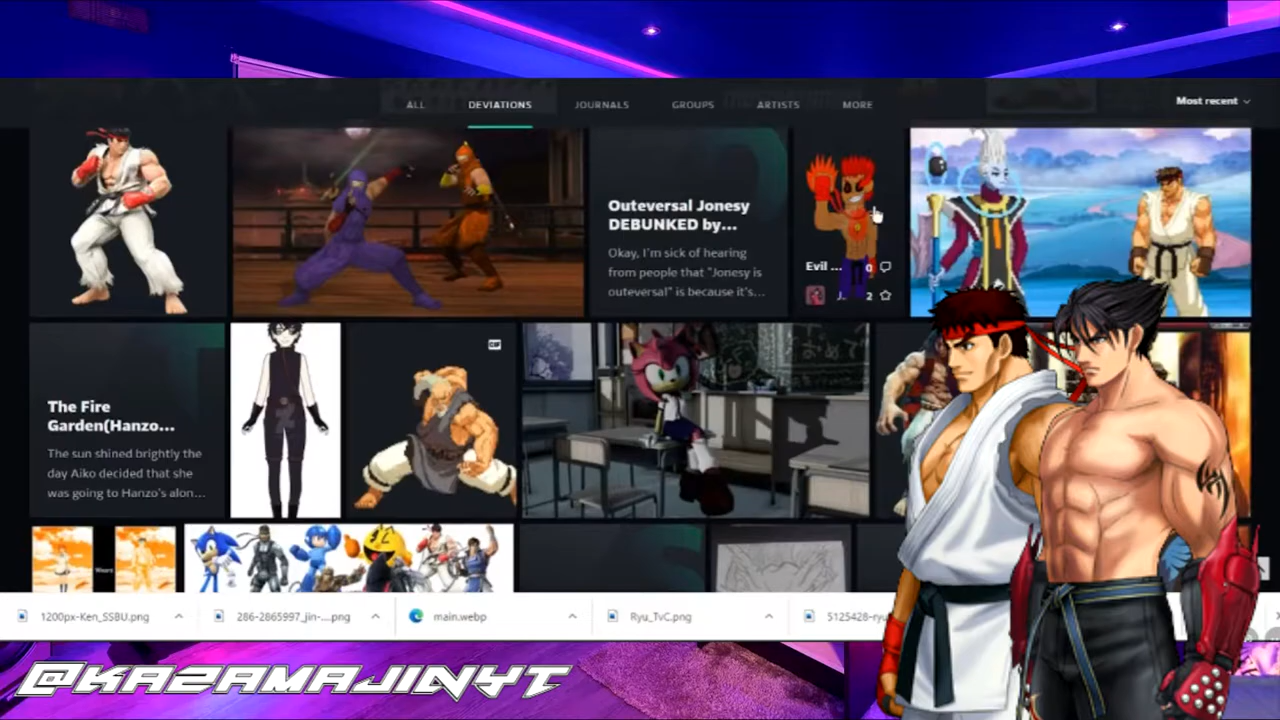 ALL DEVIATIONS JOURNALS GROUPS ARTISTS MORE Most recent
Outeversal Jonesy
DEBUNKED by...
Okay, I'm sick of hearing
from people that "Jonesy is
outeversal" is because it's...
Evil ...
The Fire
Garden(Hanzo...
The sun shined brightly the
day Aiko decided that she
was going to Hanzo's alon...
GIF
1200px-Ken_SSBU.png 286-2865997_jin-....png main.webp Ryu_TvC.png 5125428-ryu
@KAZAMAJINYT